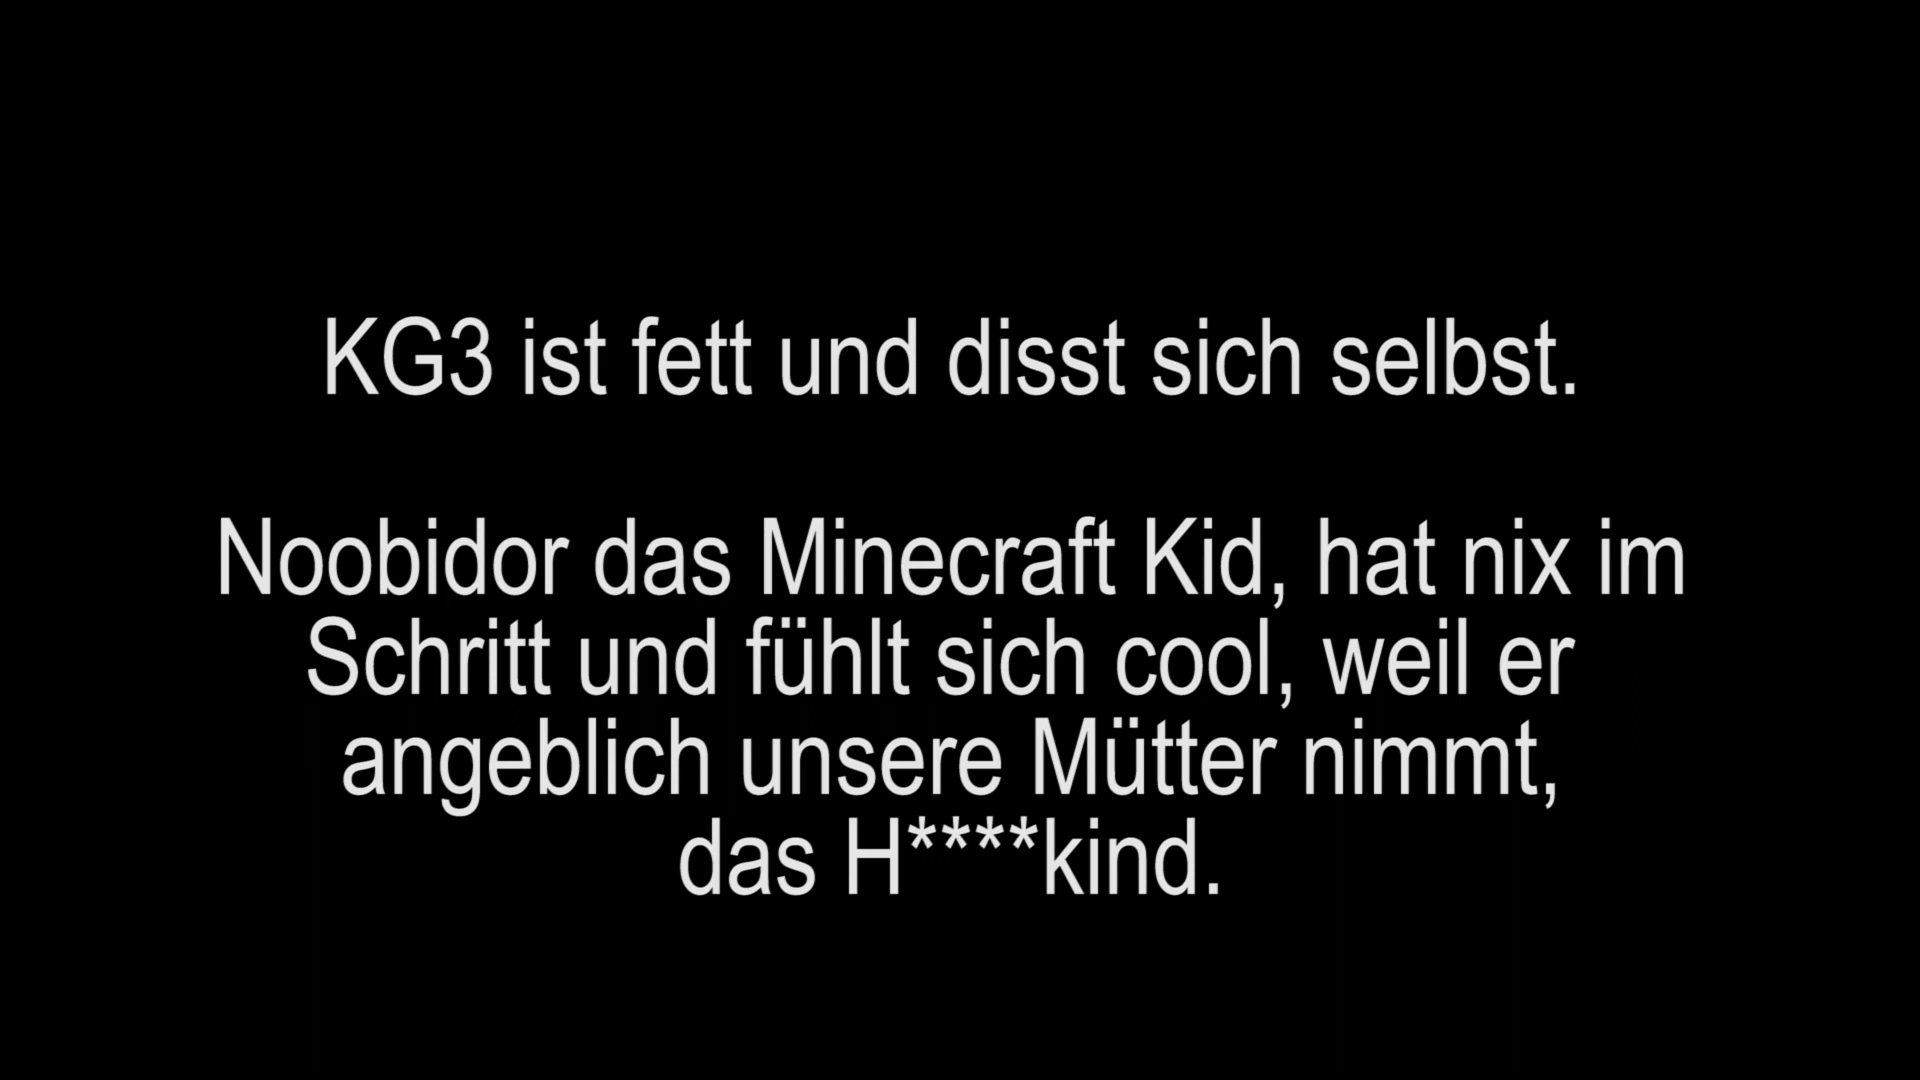 KG3 ist fett und disst sich selbst.
Noobidor das Minecraft Kid, hat nix im
Schritt und fühlt sich cool, weil er
angeblich unsere Mütter nimmt,
das H****kind.